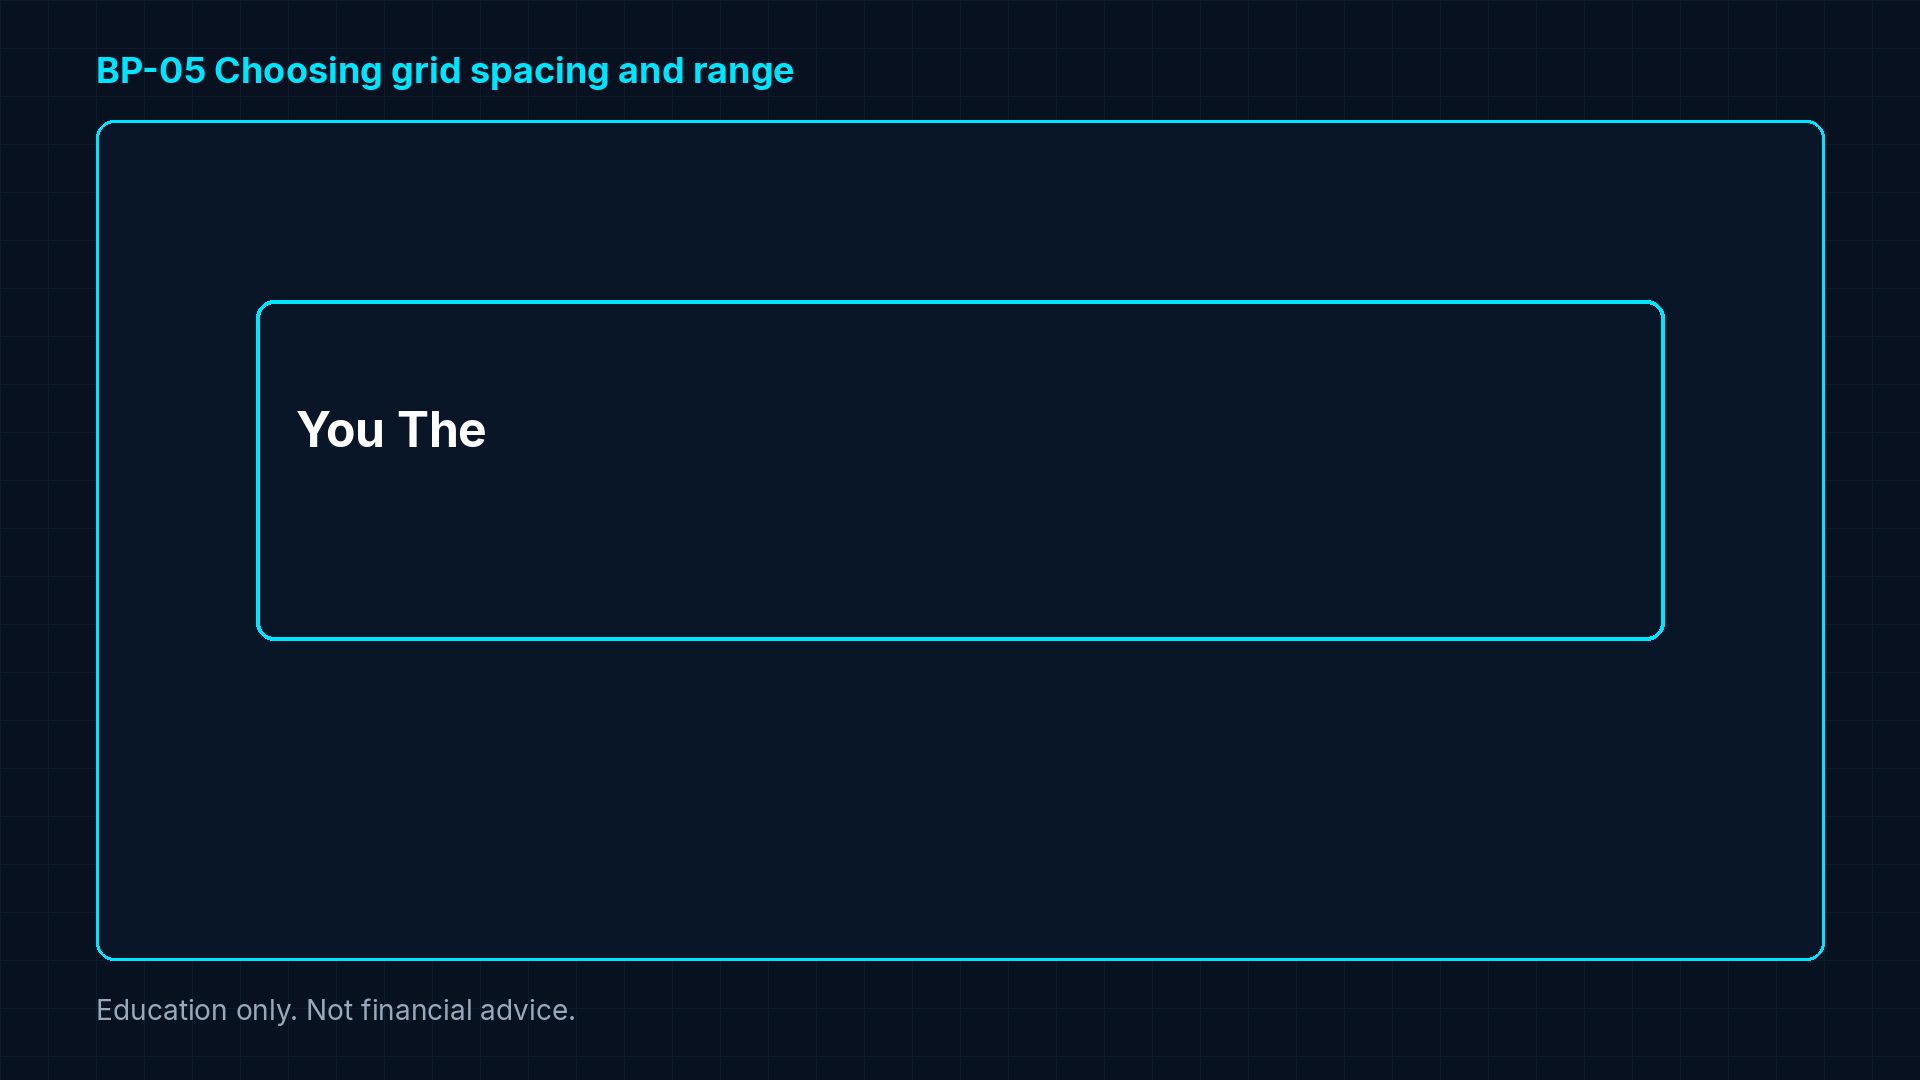 BP-05 Choosing grid spacing and range
You The
Education only. Not financial advice.